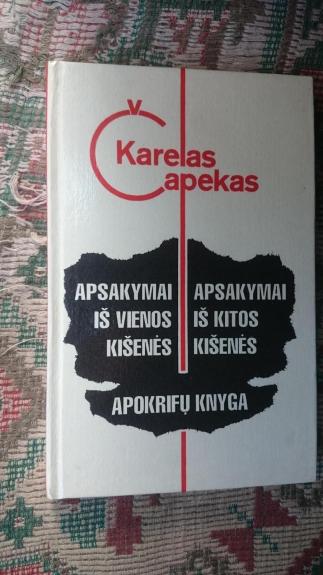 Karelas
Čapekas
APSAKYMAI
IŠ VIENOS
KIŠENĖS
APSAKYMAI
IŠ KITOS
KIŠENĖS
APOKRIFŲ KNYGA